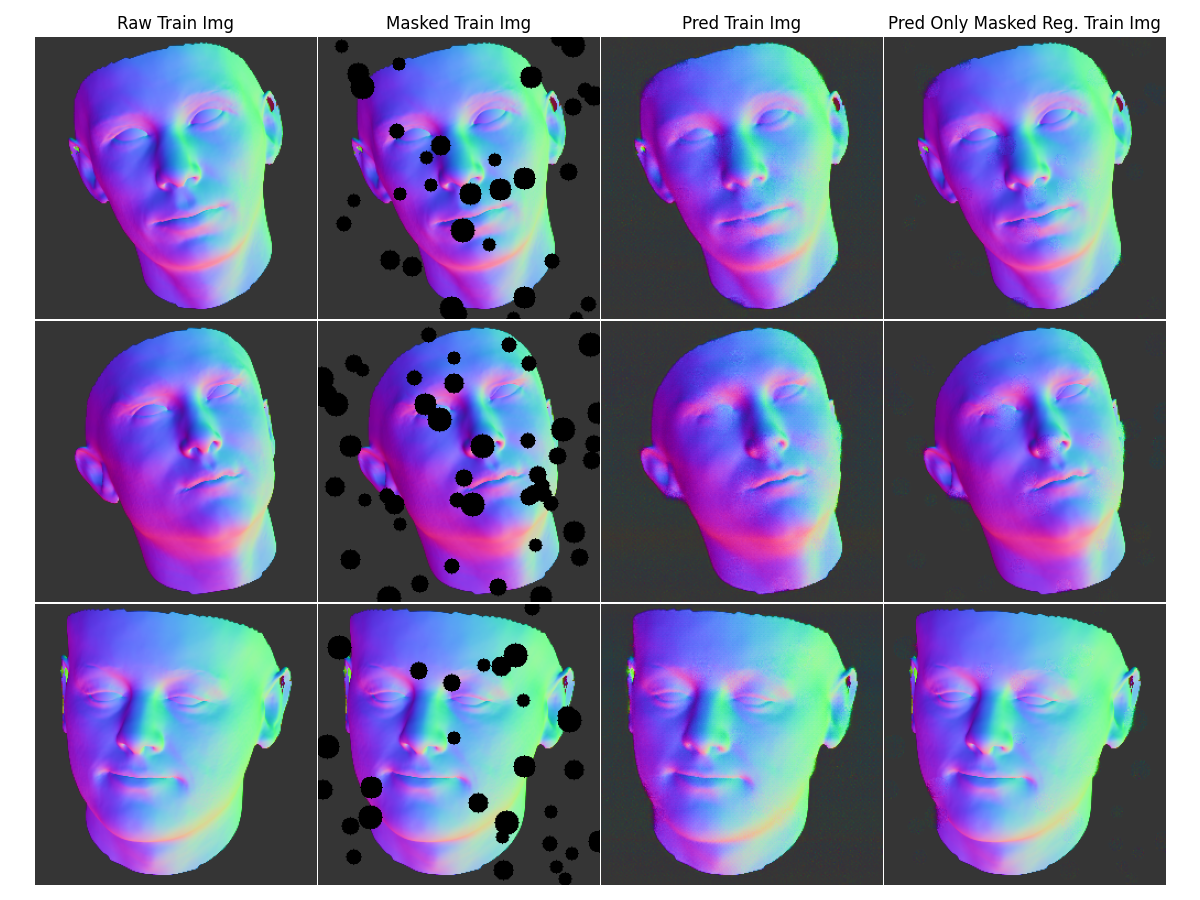 Raw Train Img
Masked Train Img
Pred Train Img
Pred Only Masked Reg. Train Img